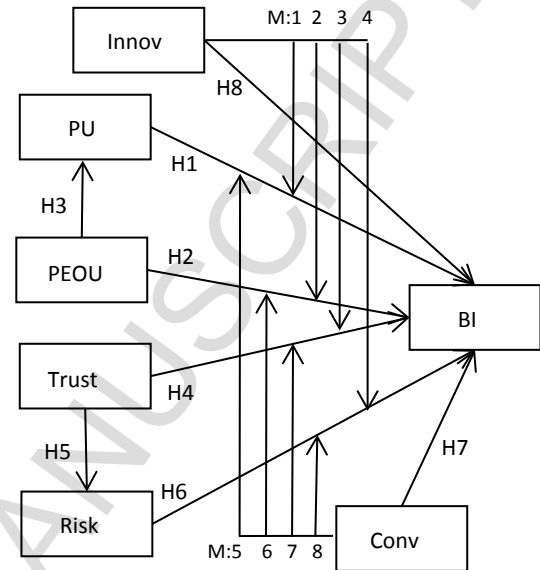 M:1 2 3 4
Innov
H8
PU
H1
H3
PEOU
H2
BI
Trust
H4
H5
H7
Risk
H6
M:5 6 7 8
Conv
ANUSCRIPT